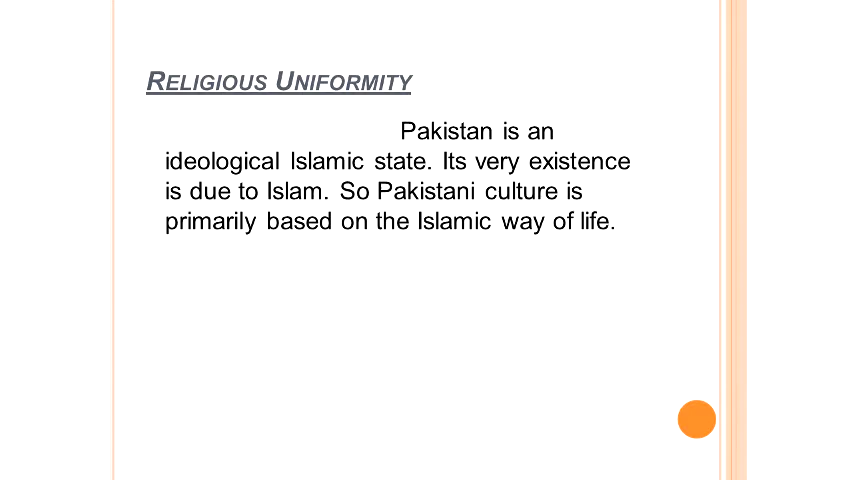 RELIGIOUS UNIFORMITY
Pakistan is an
ideological Islamic state. Its very existence
is due to Islam. So Pakistani culture is
primarily based on the Islamic way of life.